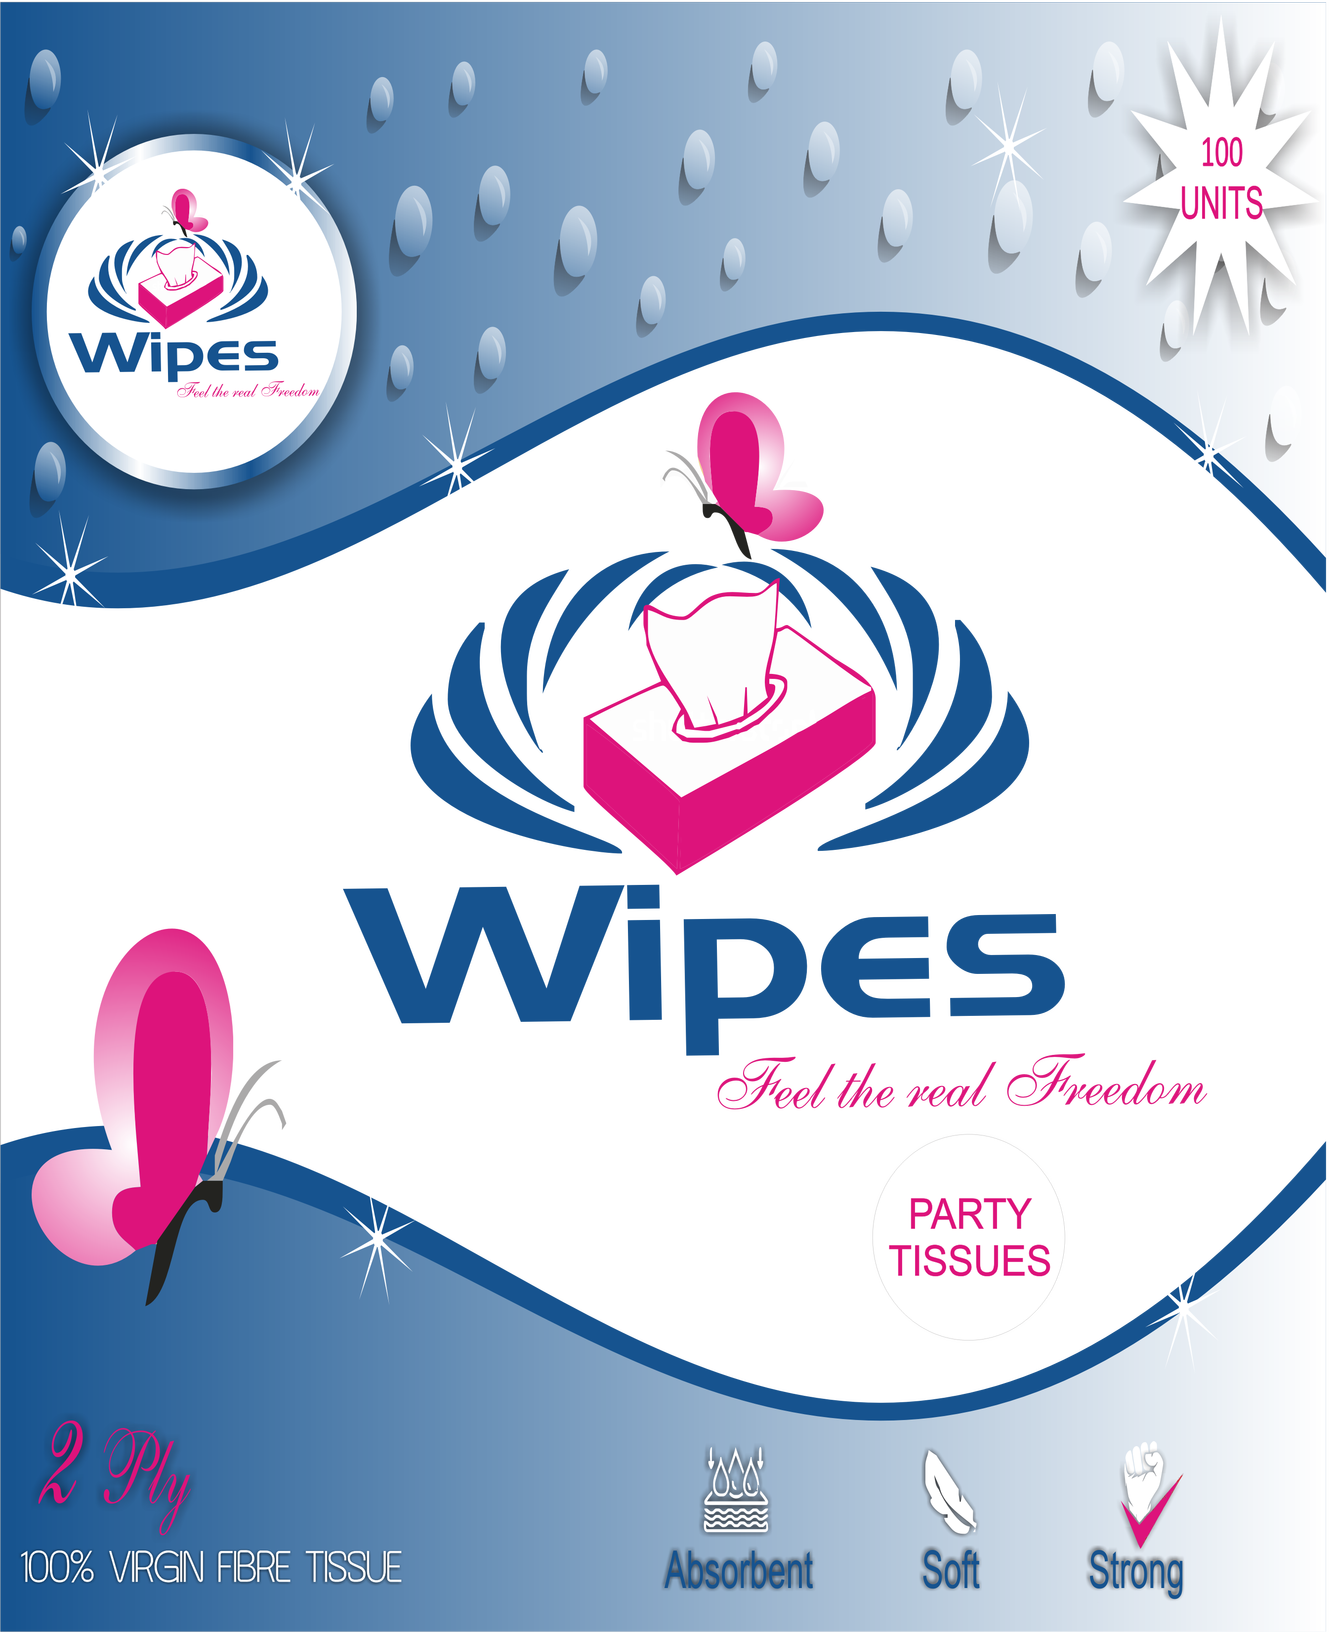 100
UNITS
Wipes
Feel the real Freedom
Wipes
Feel the real Freedom
PARTY
TISSUES
2 Ply
100% VIRGIN FIBRE TISSUE
Absorbent
Soft
Strong